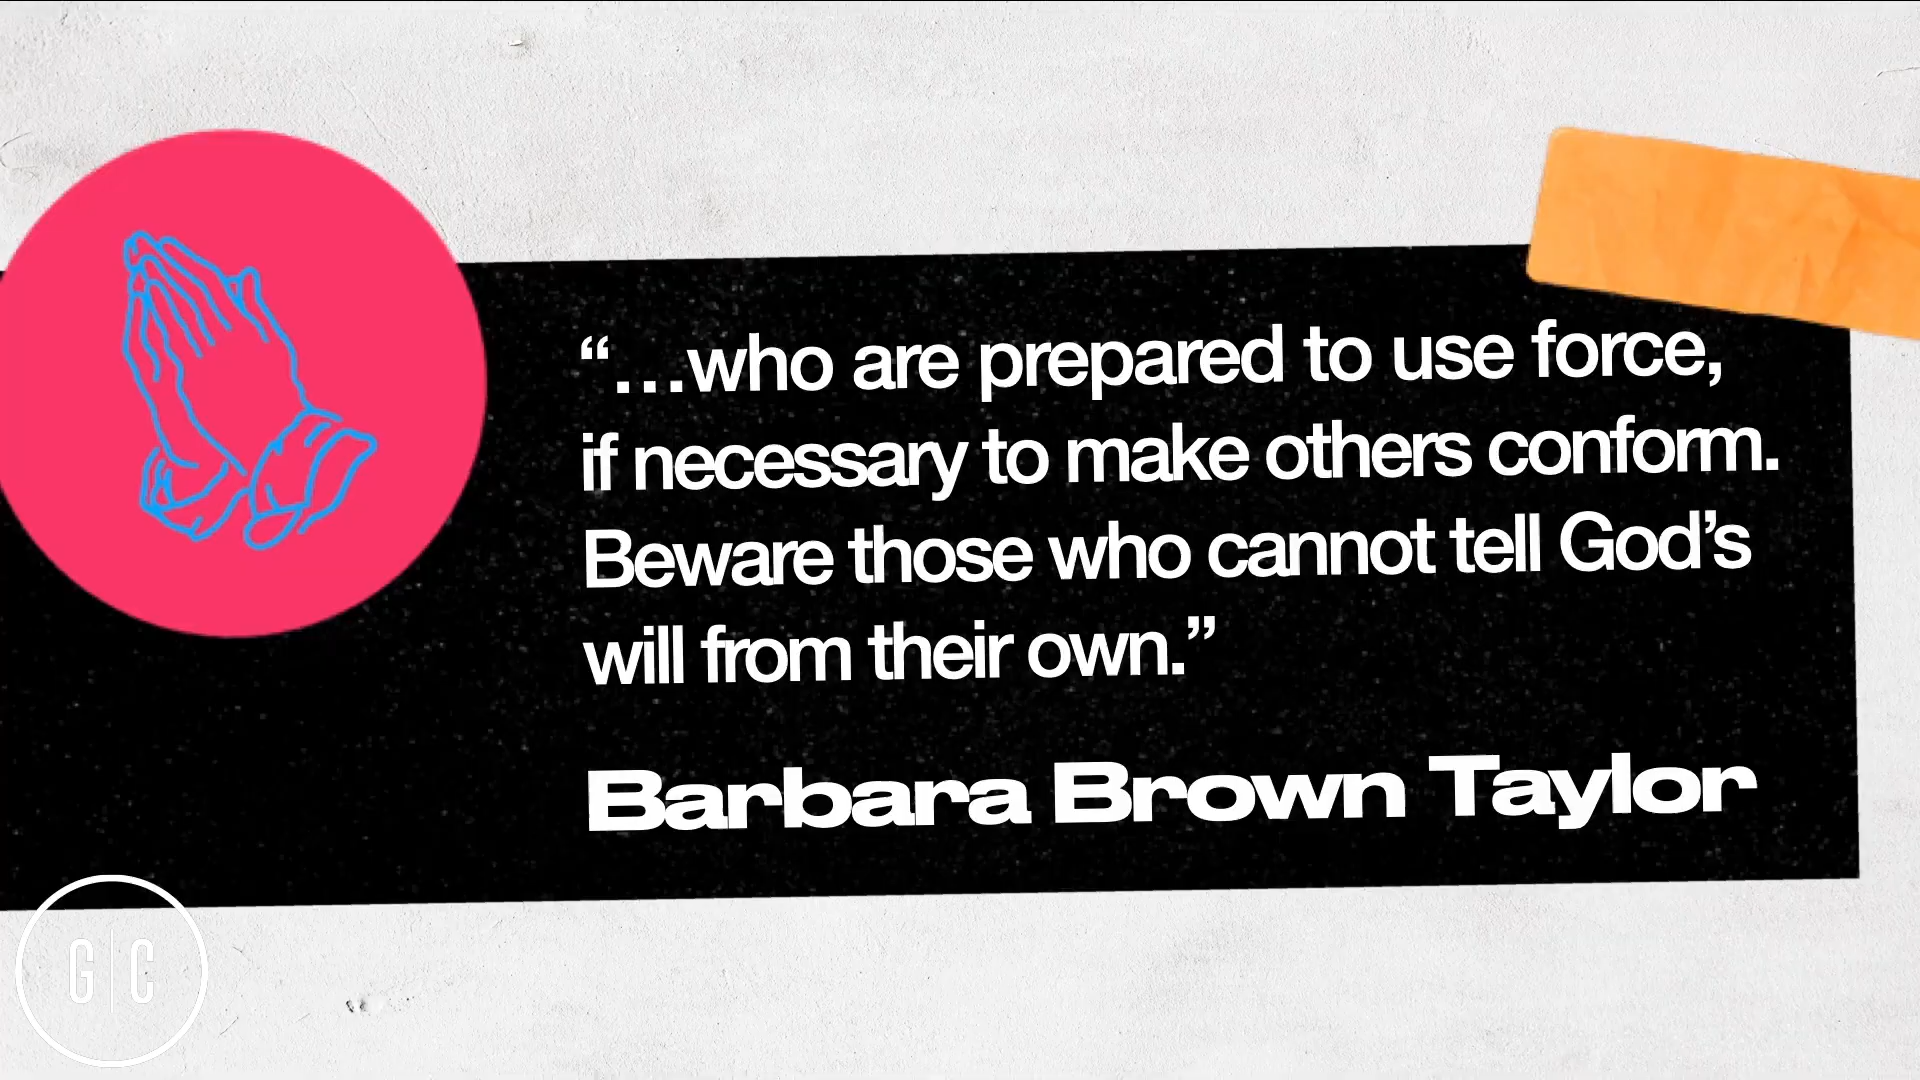 “…who are prepared to use force,
if necessary to make others conform.
Beware those who cannot tell God’s
will from their own.”
Barbara Brown Taylor
G|C